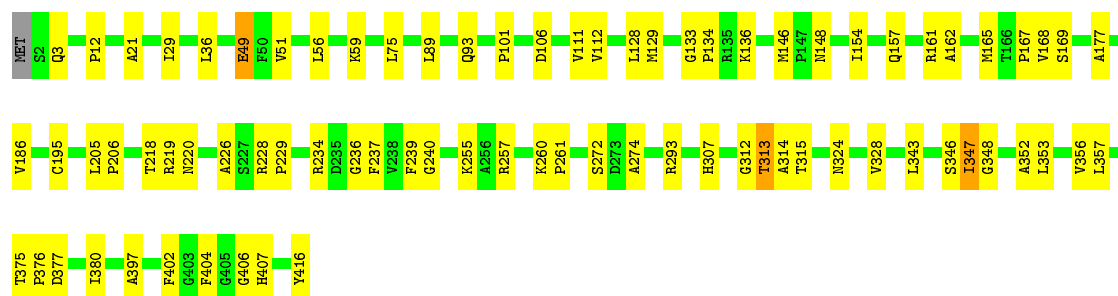 MET S2 Q3 P12 A21 I29 L36 E49 F50 V51 L56 K59 L75 L89 Q93 P101 D106 V111 V112 L128 M129 G133 P134 R135 K136 M146 P147 N148 I154 Q157 R161 A162 M165 T166 P167 V168 S169 A177
V186 C195 L205 P206 T218 R219 N220 A226 S227 R228 P229 R234 D235 G236 F237 V238 F239 G240 K255 A256 R257 K260 P261 S272 D273 A274 R293 H307 G312 T313 A314 T315 N324 V328 L343 S346 I347 G348 A352 L353 V356 L357
T375 P376 D377 I380 A397 F402 G403 F404 G405 G406 H407 Y416